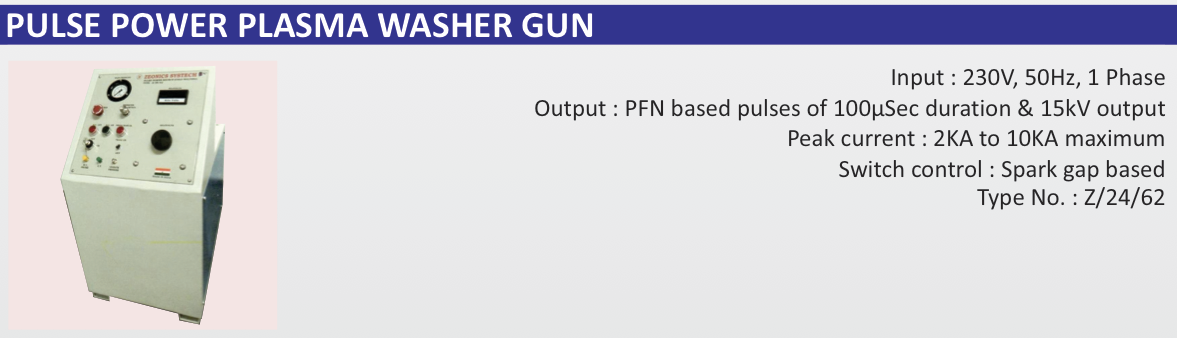 PULSE POWER PLASMA WASHER GUN
ZEONICS SYSTECH
Input : 230V, 50Hz, 1 Phase
Output : PFN based pulses of 100µSec duration & 15kV output
Peak current : 2KA to 10KA maximum
Switch control : Spark gap based
Type No. : Z/24/62